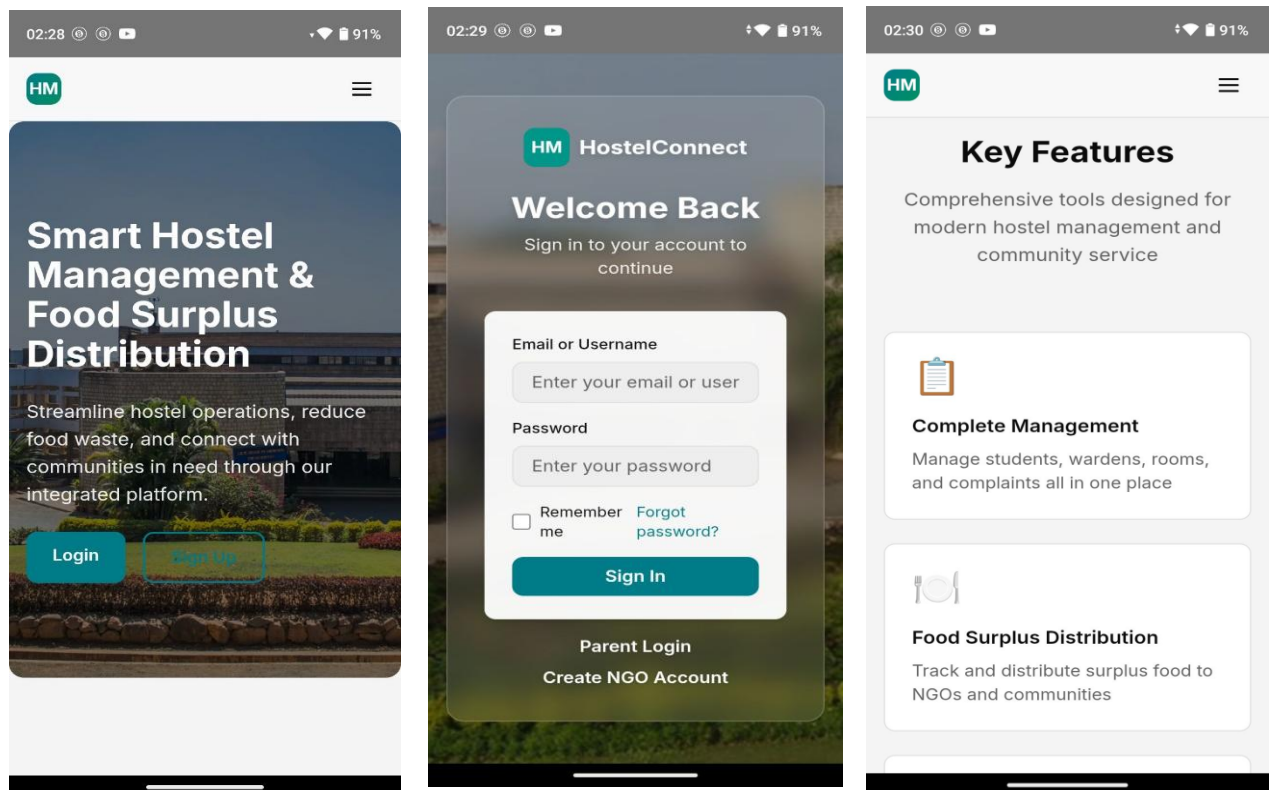 02:28
91%
HM
Smart Hostel
Management &
Food Surplus
Distribution
Streamline hostel operations, reduce
food waste, and connect with
communities in need through our
integrated platform.
Login
Sign Up
02:29
91%
HM HostelConnect
Welcome Back
Sign in to your account to
continue
Email or Username
Enter your email or user
Password
Enter your password
Remember
me
Forgot
password?
Sign In
Parent Login
Create NGO Account
02:30
91%
HM
Key Features
Comprehensive tools designed for
modern hostel management and
community service
Complete Management
Manage students, wardens, rooms,
and complaints all in one place
Food Surplus Distribution
Track and distribute surplus food to
NGOs and communities